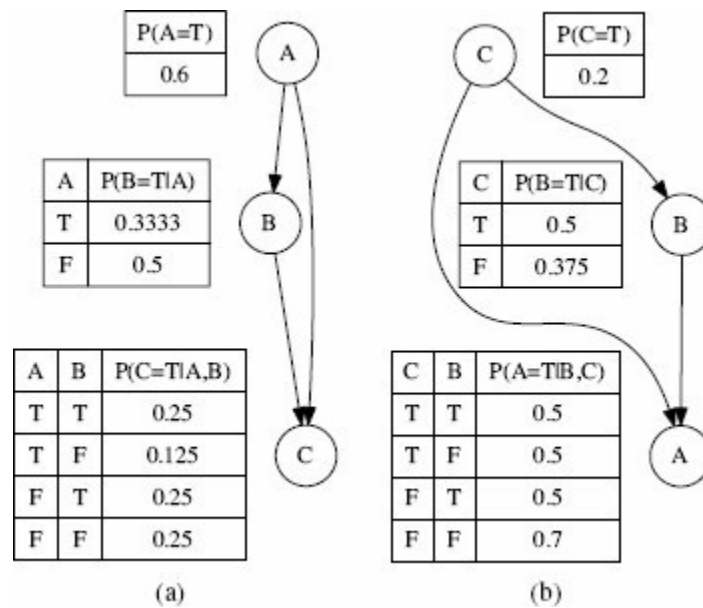 P(A=T)
0.6
A
A P(B=T|A)
T 0.3333
F 0.5
B
A B P(C=T|A,B)
T T 0.25
T F 0.125
F T 0.25
F F 0.25
C
(a)
C
P(C=T)
0.2
C P(B=T|C)
T 0.5
F 0.375
B
C B P(A=T|B,C)
T T 0.5
T F 0.5
F T 0.5
F F 0.7
A
(b)